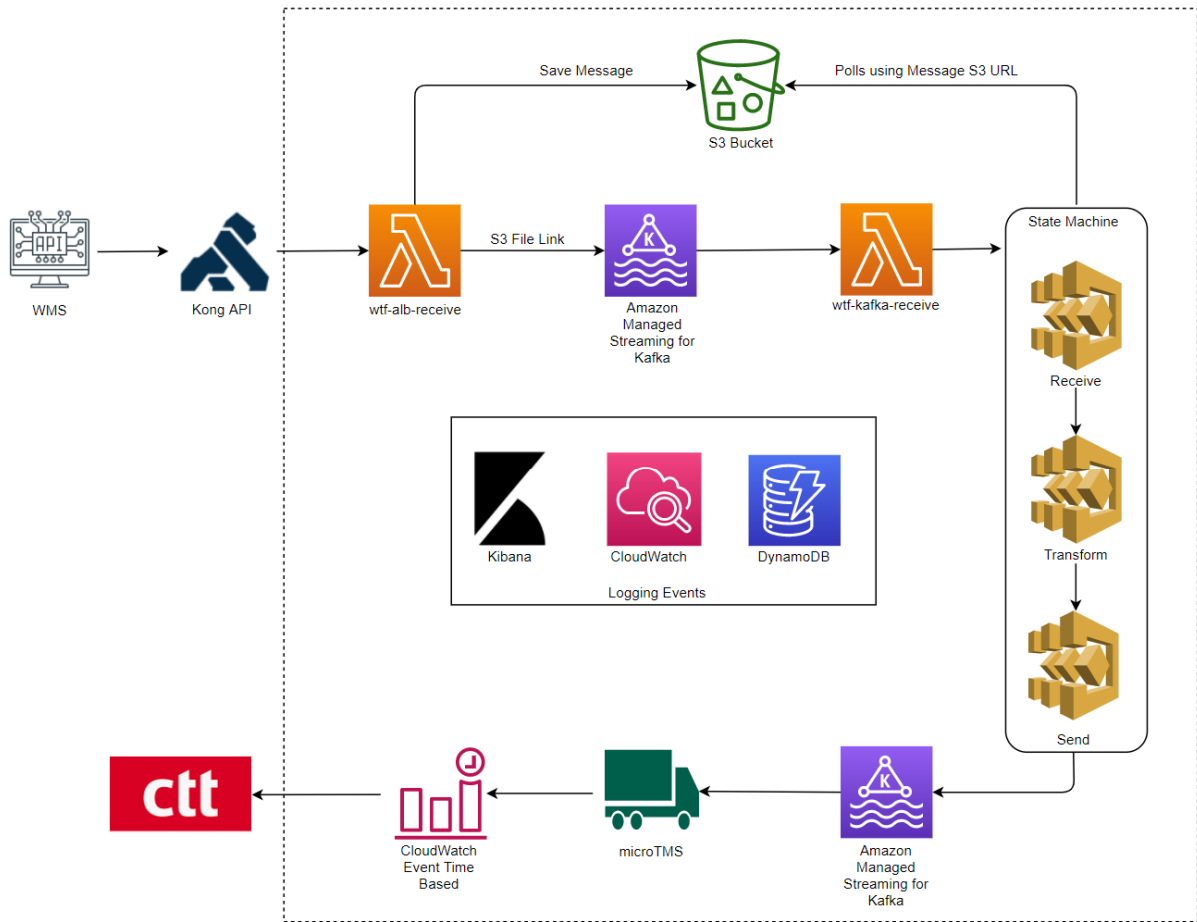 Save Message
Polls using Message S3 URL
S3 Bucket
API
WMS
Kong API
wtf-alb-receive
S3 File Link
K
Amazon
Managed
Streaming for
Kafka
wtf-kafka-receive
State Machine
Receive
Transform
Send
Kibana
CloudWatch
DynamoDB
Logging Events
ctt
CloudWatch
Event Time
Based
microTMS
K
Amazon
Managed
Streaming for
Kafka